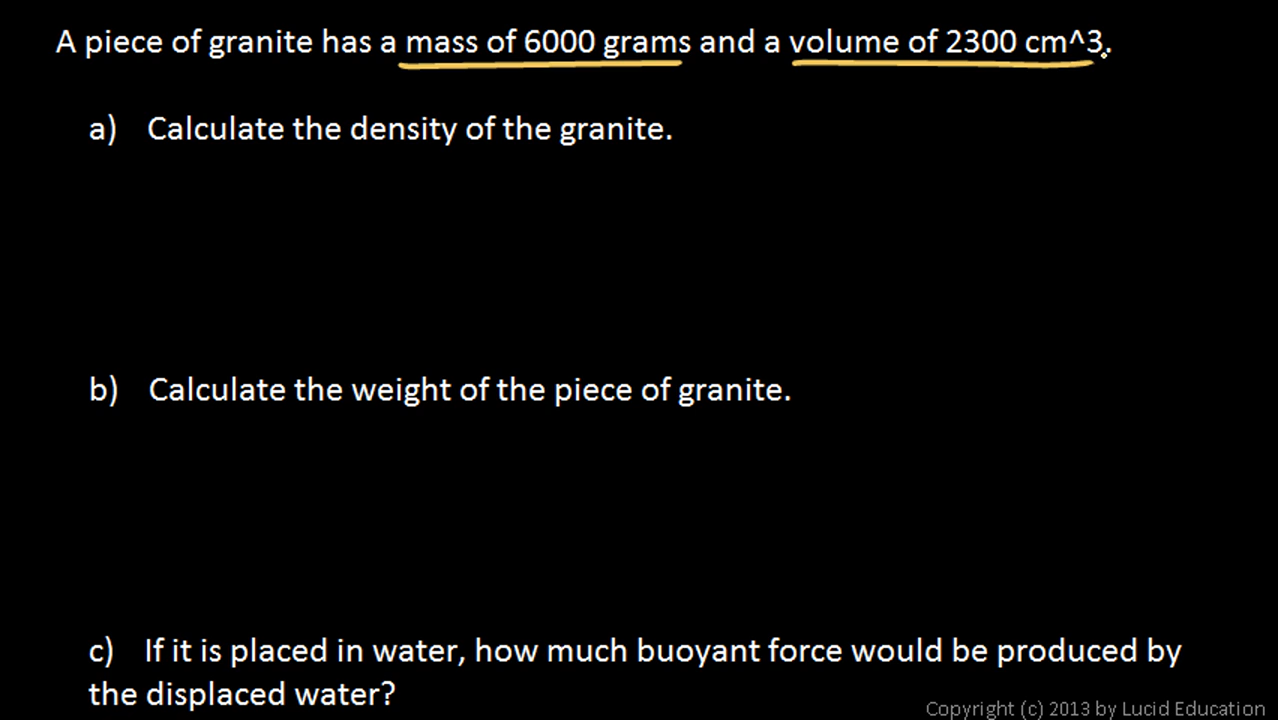 A piece of granite has a mass of 6000 grams and a volume of 2300 cm^3.
a) Calculate the density of the granite.
b) Calculate the weight of the piece of granite.
c) If it is placed in water, how much buoyant force would be produced by
the displaced water?
Copyright (c) 2013 by Lucid Education